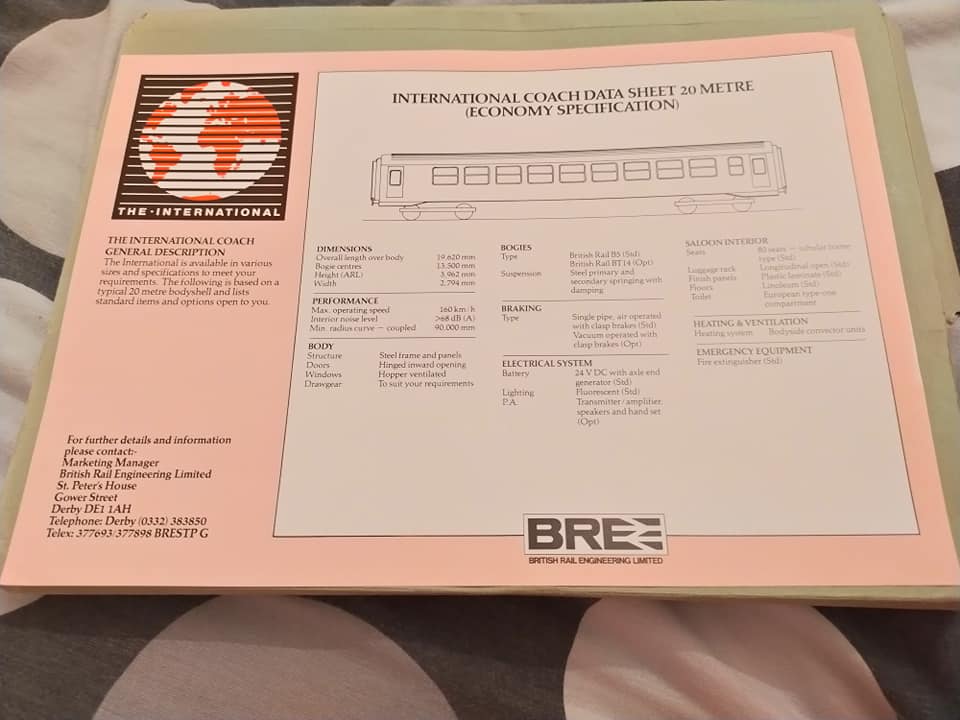 THE·INTERNATIONAL
THE INTERNATIONAL COACH
GENERAL DESCRIPTION
The International is available in various
sizes and specifications to meet your
requirements. The following is based on a
typical 20 metre bodyshell and lists
standard items and options open to you.
For further details and information
please contact:-
Marketing Manager
British Rail Engineering Limited
St. Peter's House
Gower Street
Derby DE1 1AH
Telephone: Derby (0332) 383850
Telex: 377693/377898 BRESTP G
INTERNATIONAL COACH DATA SHEET 20 METRE
(ECONOMY SPECIFICATION)
DIMENSIONS
Overall length over body 19.620 mm
Bogie centres 13.500 mm
Height (ARL) 3.962 mm
Width 2.794 mm
PERFORMANCE
Max. operating speed 160 km/h
Interior noise level >68 dB (A)
Min. radius curve — coupled 90.000 mm
BODY
Structure Steel frame and panels
Doors Hinged inward opening
Windows Hopper ventilated
Drawgear To suit your requirements
BOGIES
Type British Rail B5 (Std)
British Rail BT14 (Opt)
Suspension Steel primary and
secondary springing with
damping
BRAKING
Type Single pipe, air operated
with clasp brakes (Std)
Vacuum operated with
clasp brakes (Opt)
ELECTRICAL SYSTEM
Battery 24 V DC with axle end
generator (Std)
Lighting Fluorescent (Std)
P.A. Transmitter/amplifier,
speakers and hand set
(Opt)
SALOON INTERIOR
Seats 80 seats — tubular frame
type (Std)
Luggage rack Longitudinal open (Std)
Finish panels Plastic laminate (Std)
Floors Linoleum (Std)
Toilet European type-one
compartment
HEATING & VENTILATION
Heating system Bodyside convector units
EMERGENCY EQUIPMENT
Fire extinguisher (Std)
BRE
BRITISH RAIL ENGINEERING LIMITED